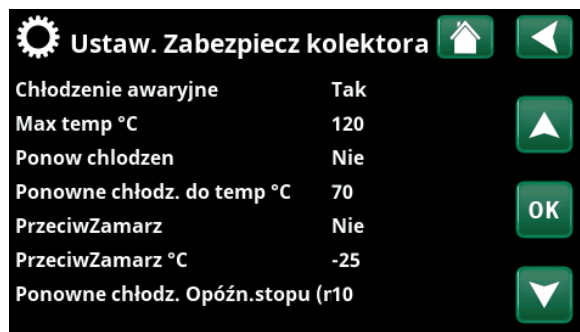 Ustaw. Zabezpiecz kolektora
Chłodzenie awaryjne Tak
Max temp °C 120
Ponow chlodzen Nie
Ponowne chłodz. do temp °C 70
PrzeciwZamarz Nie
OK
PrzeciwZamarz °C -25
Ponowne chłodz. Opóźn.stopu (r10